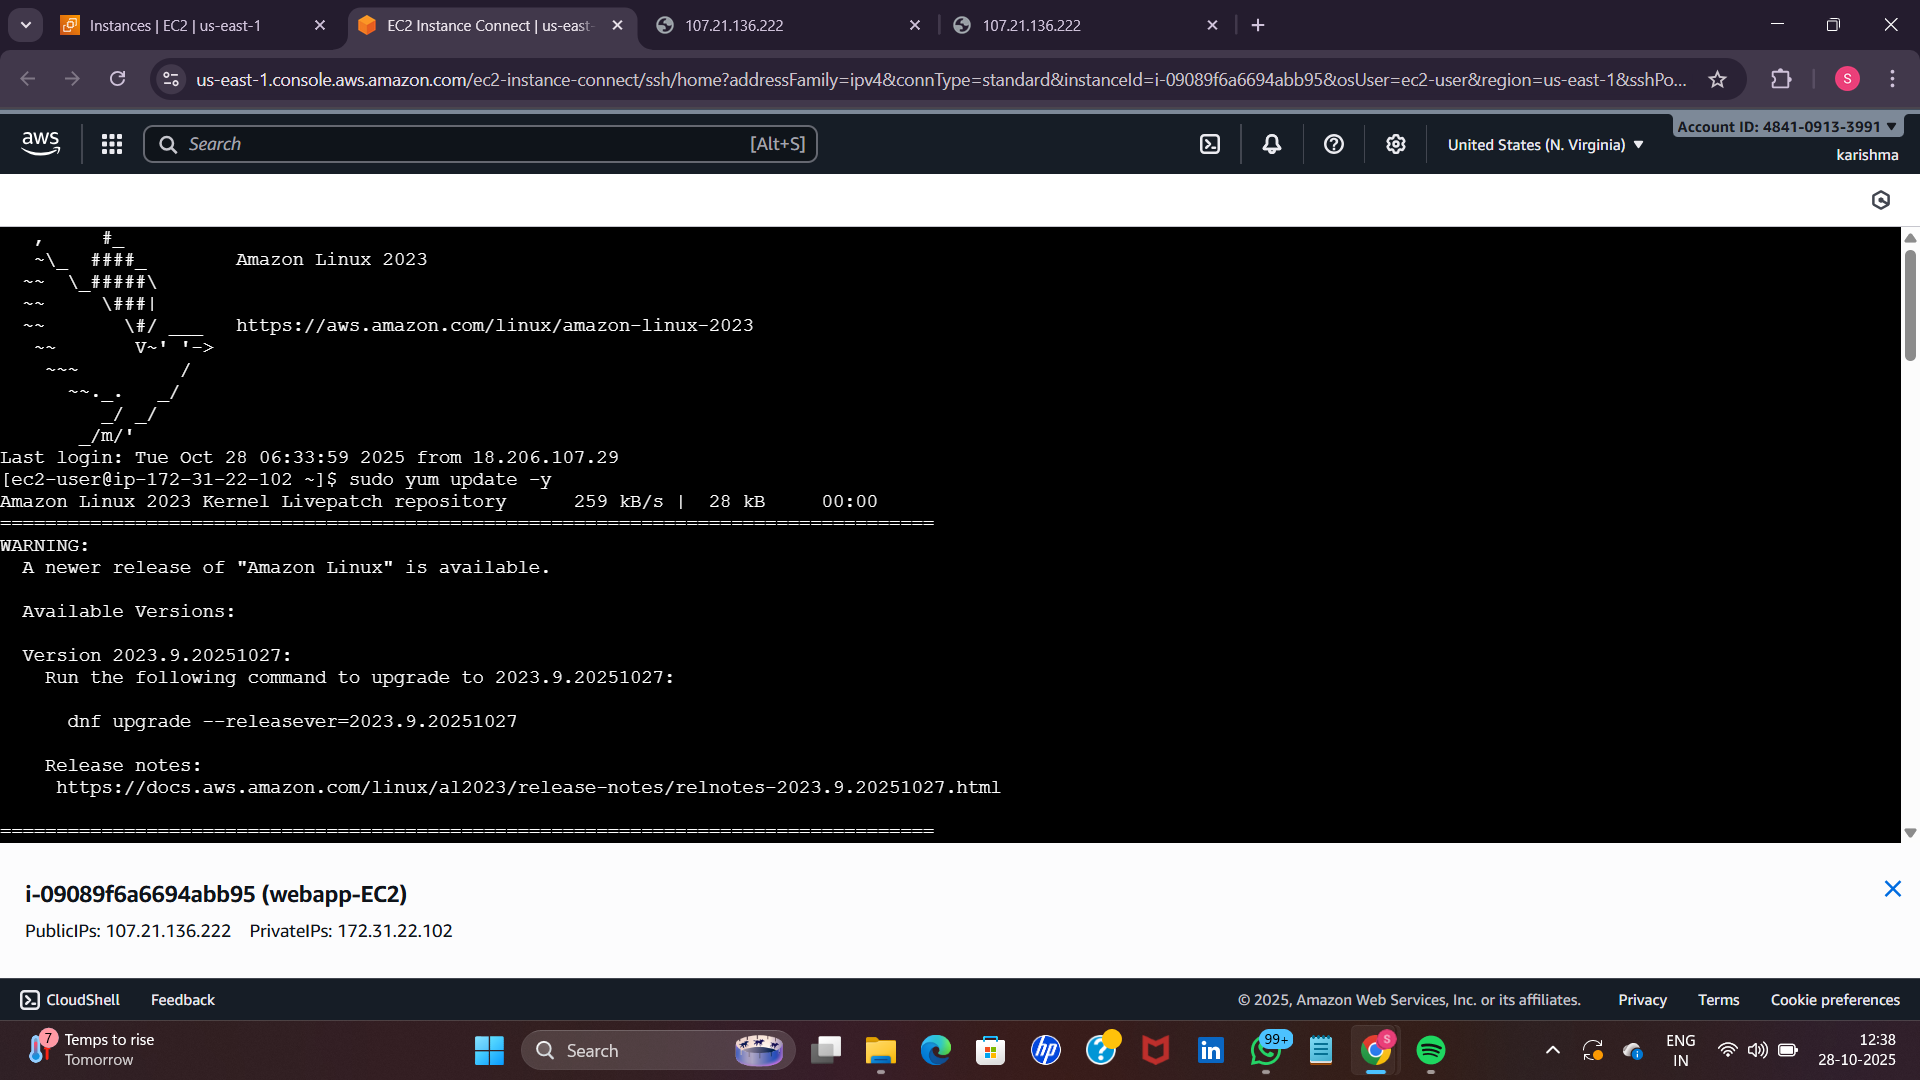 Instances | EC2 | us-east-1
EC2 Instance Connect | us-east-
107.21.136.222
107.21.136.222
us-east-1.console.aws.amazon.com/ec2-instance-connect/ssh/home?addressFamily=ipv4&connType=standard&instanceId=i-09089f6a6694abb95&osUser=ec2-user&region=us-east-1&sshPo...
S
aws
Search
[Alt+S]
United States (N. Virginia) ▼
Account ID: 4841-0913-3991 ▼
karishma
   ,     #_
   ~\_  ####_        Amazon Linux 2023
  ~~  \_#####\
  ~~     \###|
  ~~       \#/ ___   https://aws.amazon.com/linux/amazon-linux-2023
   ~~       V~' '->
    ~~~         /
      ~~._.   _/
         _/ _/
       _/m/'
Last login: Tue Oct 28 06:33:59 2025 from 18.206.107.29
[ec2-user@ip-172-31-22-102 ~]$ sudo yum update -y
Amazon Linux 2023 Kernel Livepatch repository      259 kB/s |  28 kB     00:00
===================================================================================
WARNING:
  A newer release of "Amazon Linux" is available.
  Available Versions:
  Version 2023.9.20251027:
    Run the following command to upgrade to 2023.9.20251027:
      dnf upgrade --releasever=2023.9.20251027
    Release notes:
     https://docs.aws.amazon.com/linux/al2023/release-notes/relnotes-2023.9.20251027.html
===================================================================================
i-09089f6a6694abb95 (webapp-EC2)
PublicIPs: 107.21.136.222    PrivateIPs: 172.31.22.102
CloudShell
Feedback
© 2025, Amazon Web Services, Inc. or its affiliates.
Privacy
Terms
Cookie preferences
7
Temps to rise
Tomorrow
Search
hp
?
in
99+
S
ENG
IN
12:38
28-10-2025